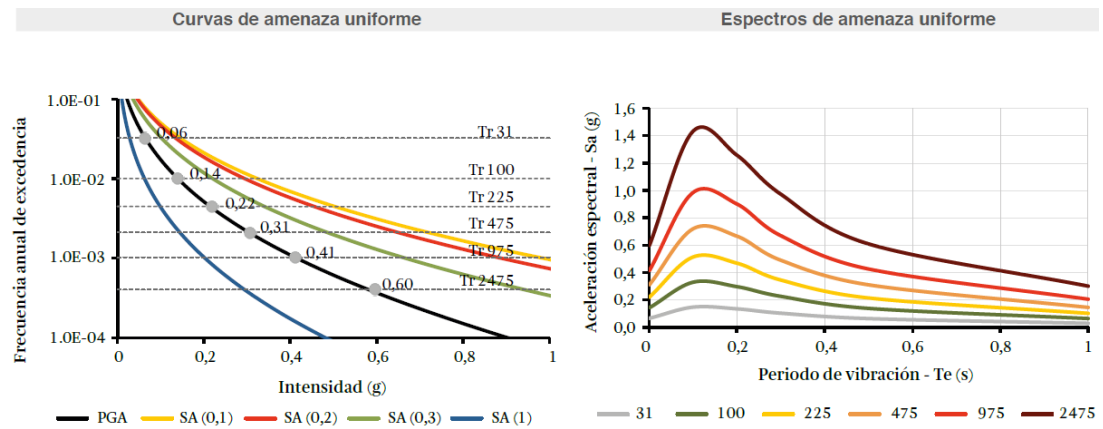 Curvas de amenaza uniforme
Frecuencia anual de excedencia
1.0E-01
1.0E-02
1.0E-03
1.0E-04
0,06
0,14
0,22
0,31
0,41
0,60
Tr 31
Tr 100
Tr 225
Tr 475
Tr 975
Tr 2475
0 0,2 0,4 0,6 0,8 1
Intensidad (g)
PGA SA (0,1) SA (0,2) SA (0,3) SA (1)
Espectros de amenaza uniforme
Aceleración espectral - Sa (g)
1,6
1,4
1,2
1,0
0,8
0,6
0,4
0,2
0,0
0 0,2 0,4 0,6 0,8 1
Periodo de vibración - Te (s)
31 100 225 475 975 2475